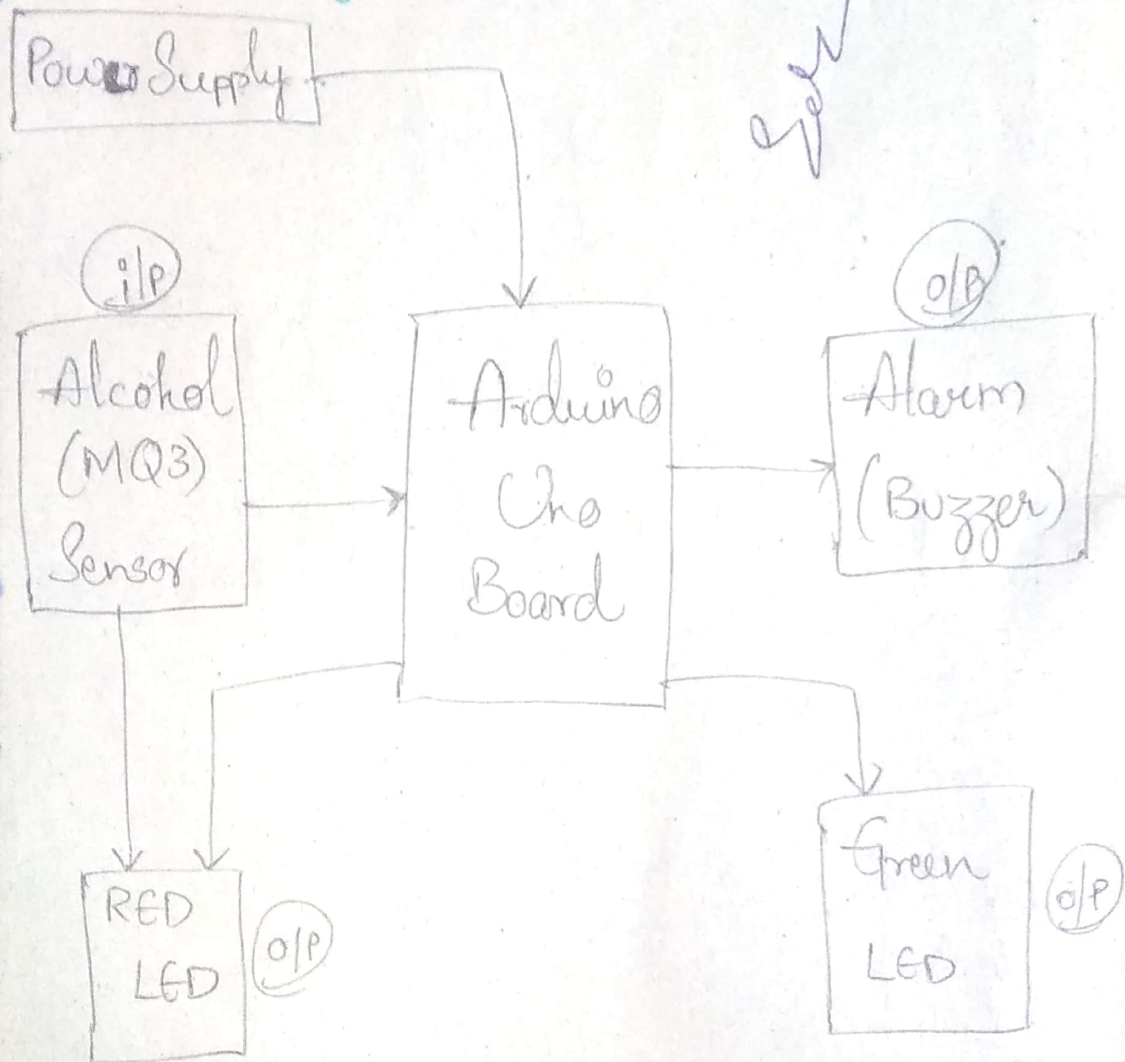 Power Supply
i/p
Alcohol
(MQ3)
Sensor
Arduino
Uno
Board
o/p
Alarm
(Buzzer)
RED
LED
o/p
Green
LED
o/p